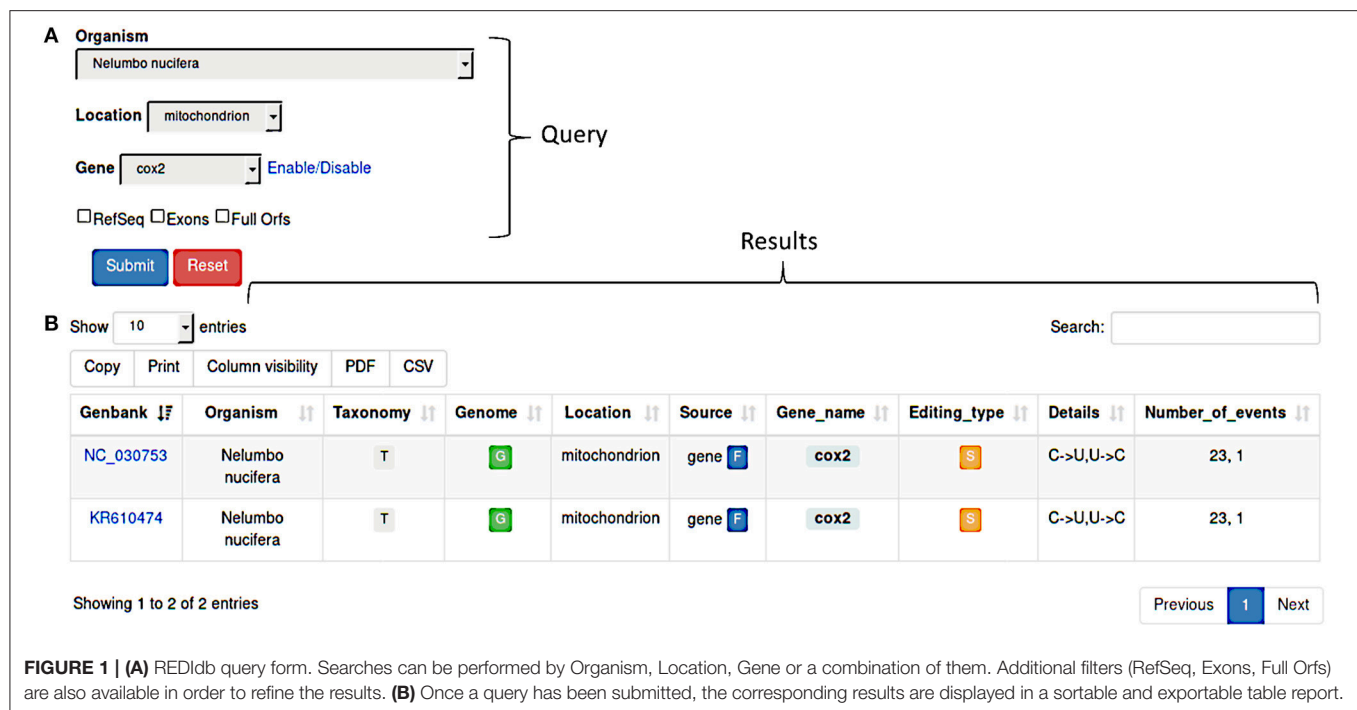 A Organism
Nelumbo nucifera
Location mitochondrion
Gene cox2 Enable/Disable
Query
RefSeq Exons Full Orfs
Submit Reset
Results
B Show 10 entries Search:
Copy Print Column visibility PDF CSV
Genbank Organism Taxonomy Genome Location Source Gene_name Editing_type Details Number_of_events
NC_030753 Nelumbo nucifera T G mitochondrion gene F cox2 S C->U,U->C 23, 1
KR610474 Nelumbo nucifera T G mitochondrion gene F cox2 S C->U,U->C 23, 1
Showing 1 to 2 of 2 entries Previous 1 Next
FIGURE 1 | (A) REDIdb query form. Searches can be performed by Organism, Location, Gene or a combination of them. Additional filters (RefSeq, Exons, Full Orfs)
are also available in order to refine the results. (B) Once a query has been submitted, the corresponding results are displayed in a sortable and exportable table report.